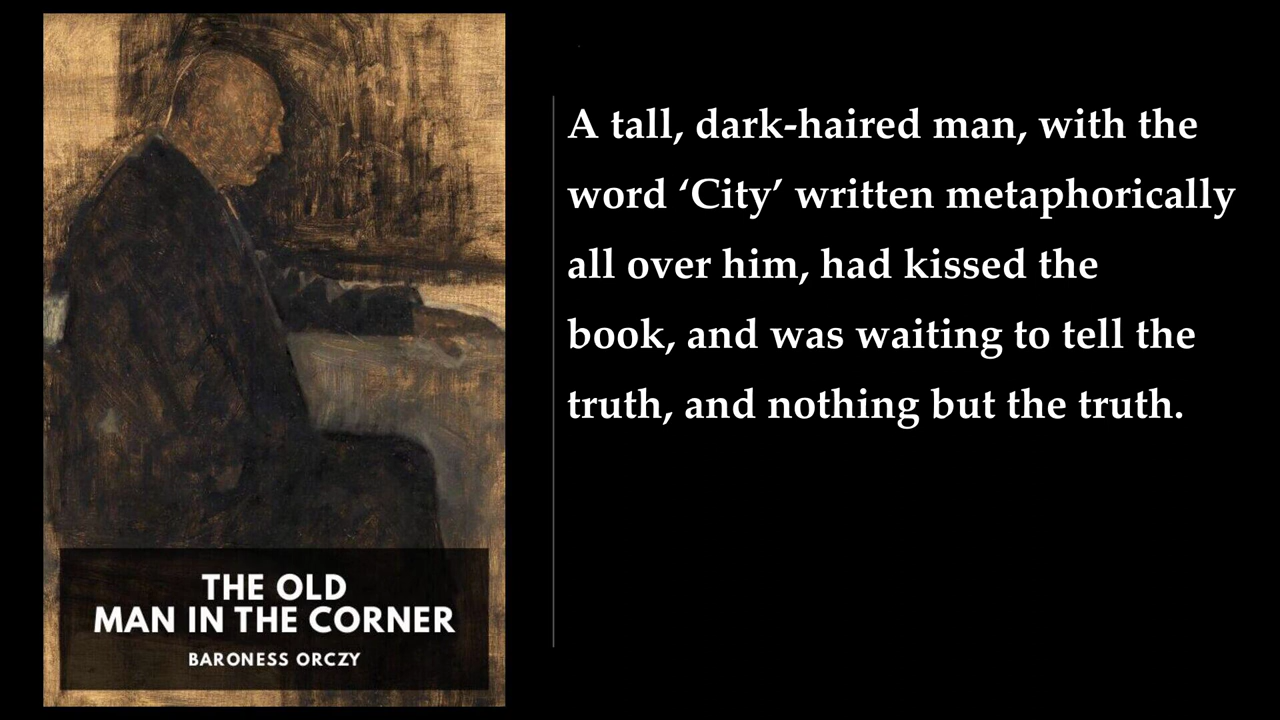 A tall, dark-haired man, with the
word ‘City’ written metaphorically
all over him, had kissed the
book, and was waiting to tell the
truth, and nothing but the truth.
THE OLD
MAN IN THE CORNER
BARONESS ORCZY